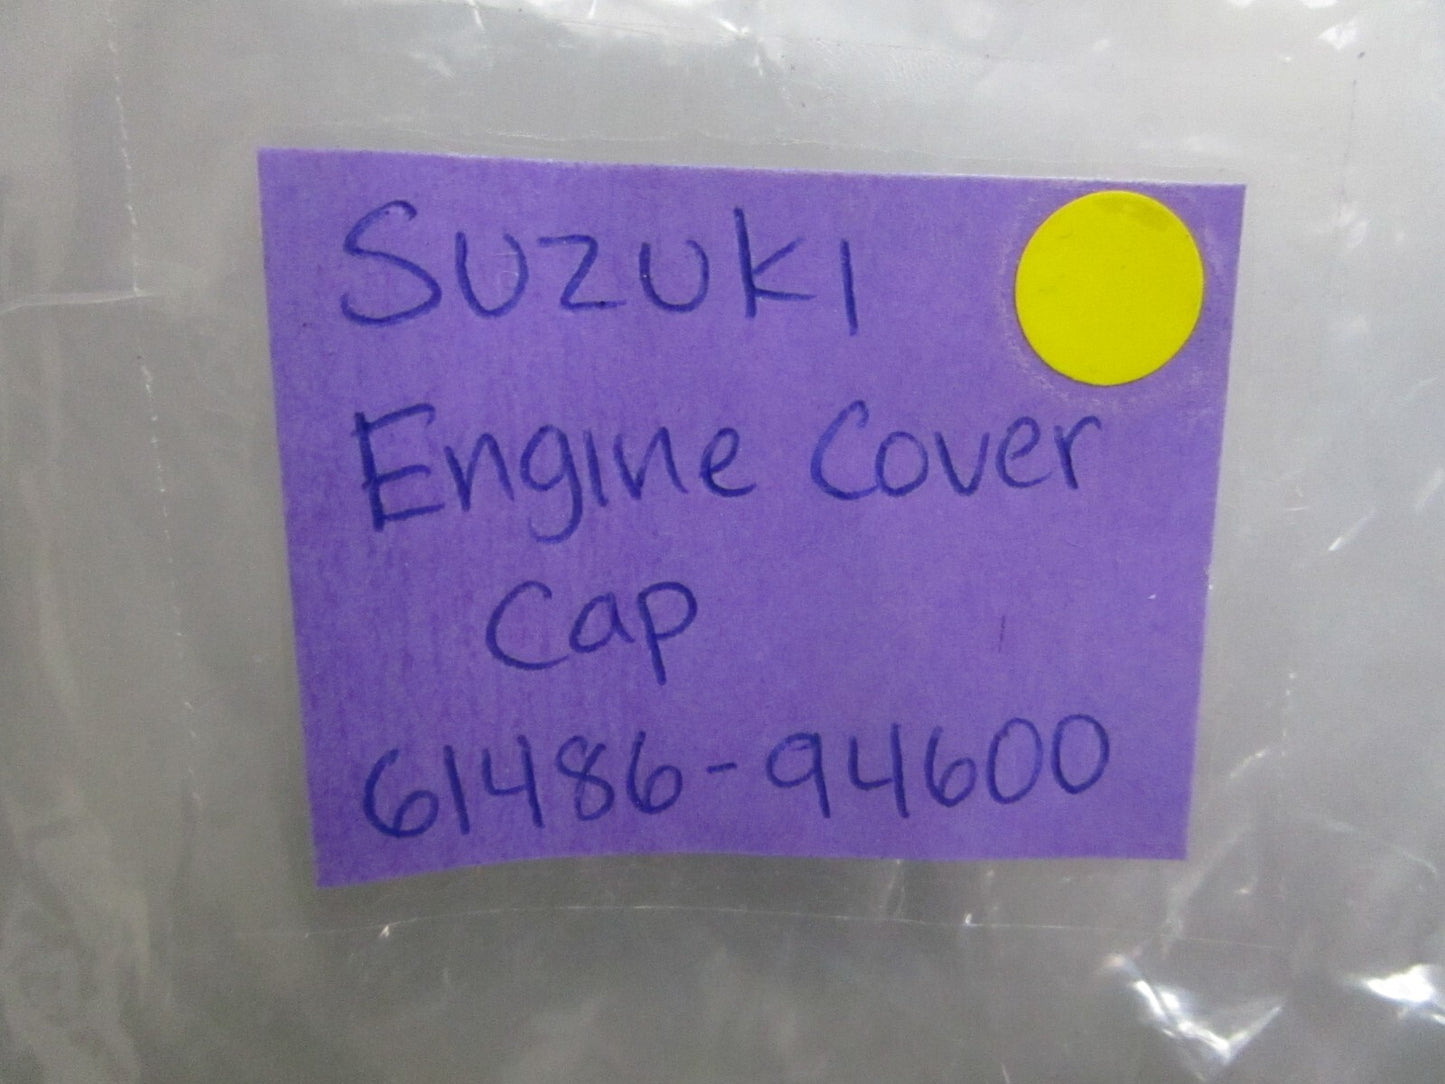 Suzuki
Engine Cover
Cap
61486-94600